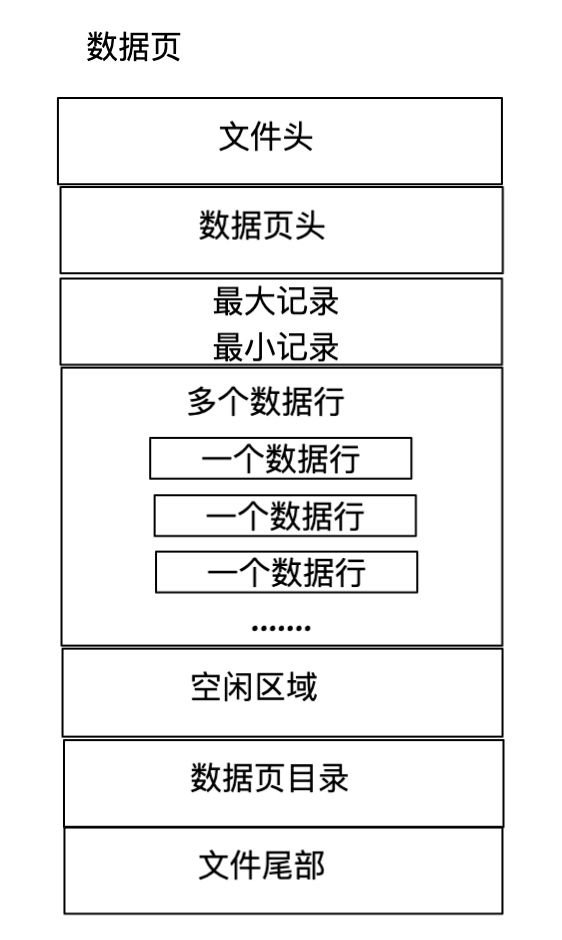 数据页
文件头
数据页头
最大记录
最小记录
多个数据行
一个数据行
一个数据行
一个数据行
.......
空闲区域
数据页目录
文件尾部